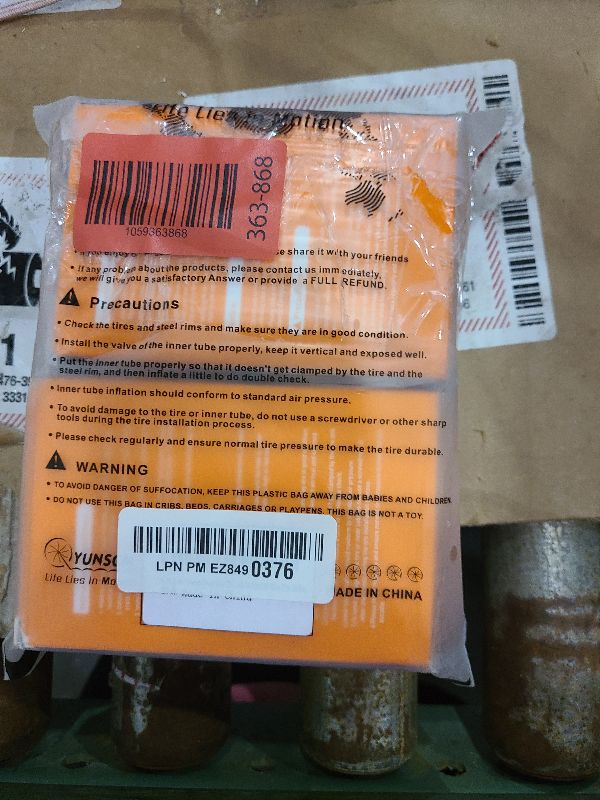 Life Lies In Motion
1059363868
363-868
se share it with your friends
• If any problem about the products, please contact us immediately,
we will give you a satisfactory Answer or provide a FULL REFUND.
Precautions
• Check the tires and steel rims and make sure they are in good condition.
• Install the valve of the inner tube properly, keep it vertical and exposed well.
• Put the inner tube properly so that it doesn't get clamped by the tire and the
steel rim, and then inflate a little to do double check.
• Inner tube inflation should conform to standard air pressure.
• To avoid damage to the tire or inner tube, do not use a screwdriver or other sharp
tools during the tire installation process.
• Please check regularly and ensure normal tire pressure to make the tire durable.
WARNING
• TO AVOID DANGER OF SUFFOCATION, KEEP THIS PLASTIC BAG AWAY FROM BABIES AND CHILDREN.
• DO NOT USE THIS BAG IN CRIBS, BEDS, CARRIAGES OR PLAYPENS. THIS BAG IS NOT A TOY.
YUNSC
Life Lies In Mo
LPN PM EZ849 0376
ADE IN CHINA